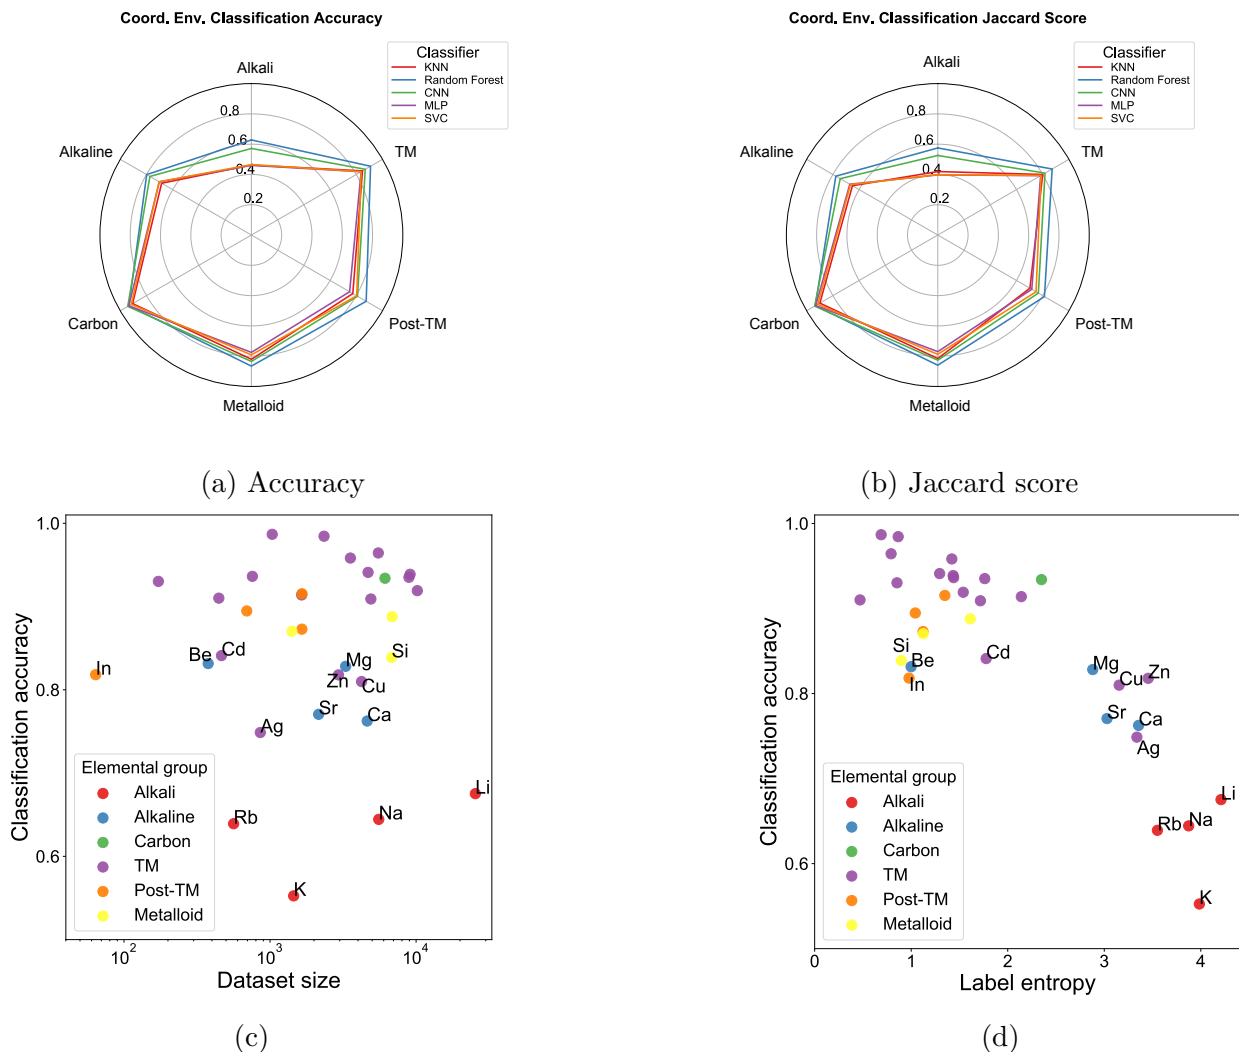 Coord. Env. Classification Accuracy
Classifier
KNN
Random Forest
CNN
MLP
SVC
Alkali
TM
Post-TM
Metalloid
Carbon
Alkaline
0.8
0.6
0.4
0.2
(a) Accuracy
Coord. Env. Classification Jaccard Score
Classifier
KNN
Random Forest
CNN
MLP
SVC
Alkali
TM
Post-TM
Metalloid
Carbon
Alkaline
0.8
0.6
0.4
0.2
(b) Jaccard score
Classification accuracy
1.0
0.8
0.6
In
Be
Cd
Mg
Si
Zn
Cu
Sr
Ca
Ag
Li
Rb
Na
K
Elemental group
Alkali
Alkaline
Carbon
TM
Post-TM
Metalloid
10²
10³
10⁴
Dataset size
(c)
Classification accuracy
1.0
0.8
0.6
Si
Be
In
Cd
Mg
Cu
Zn
Sr
Ca
Ag
Li
Rb
Na
K
Elemental group
Alkali
Alkaline
Carbon
TM
Post-TM
Metalloid
0
1
2
3
4
Label entropy
(d)